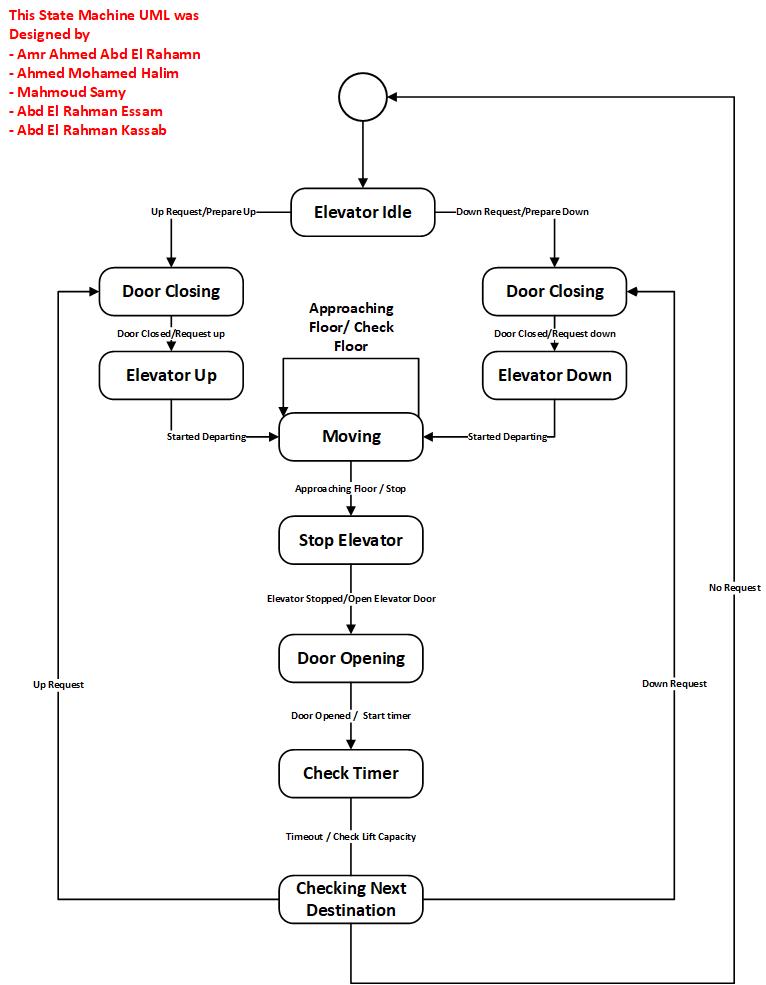 This State Machine UML was
Designed by
- Amr Ahmed Abd El Rahamn
- Ahmed Mohamed Halim
- Mahmoud Samy
- Abd El Rahman Essam
- Abd El Rahman Kassab
Up Request/Prepare Up
Elevator Idle
Down Request/Prepare Down
Door Closing
Door Closing
Approaching
Floor/ Check
Floor
Door Closed/Request up
Door Closed/Request down
Elevator Up
Elevator Down
Started Departing
Moving
Started Departing
Approaching Floor / Stop
Stop Elevator
No Request
Elevator Stopped/Open Elevator Door
Door Opening
Up Request
Down Request
Door Opened / Start timer
Check Timer
Timeout / Check Lift Capacity
Checking Next
Destination